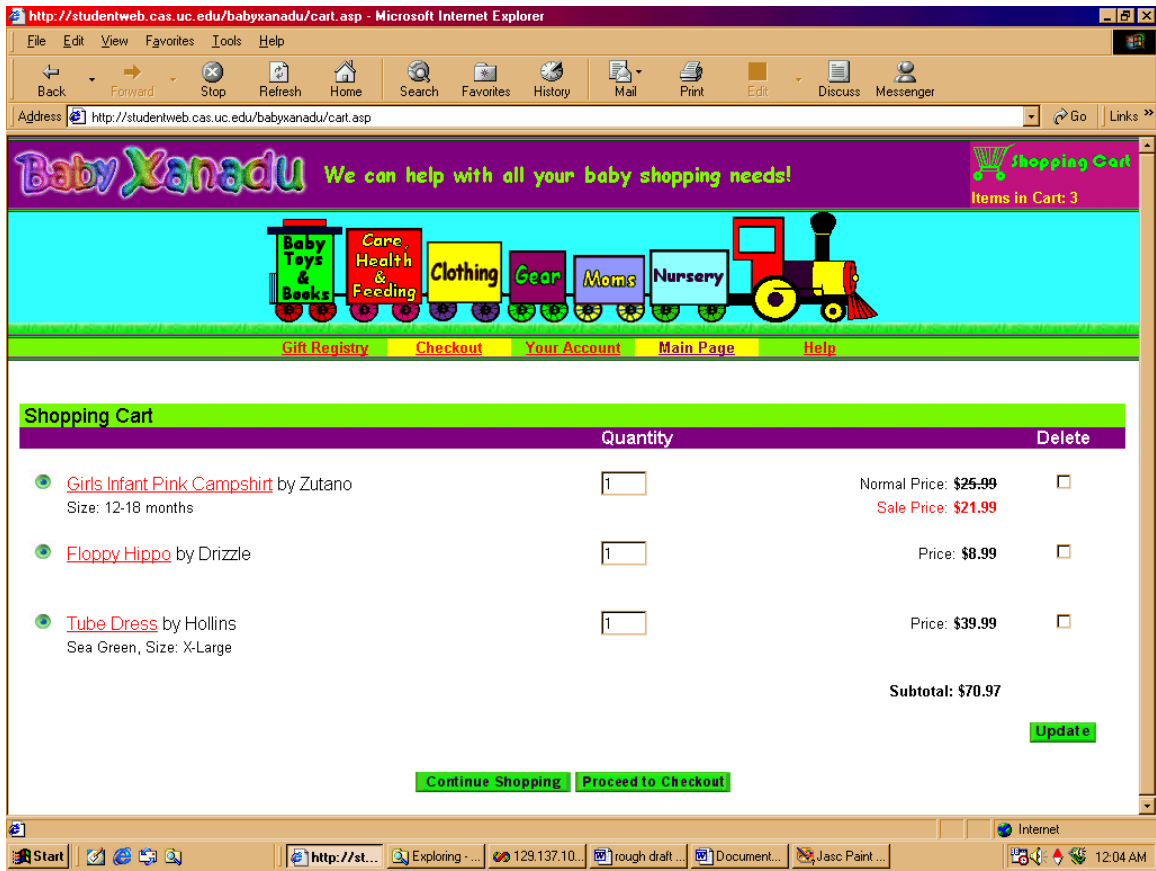 http://studentweb.cas.uc.edu/babyxanadu/cart.asp - Microsoft Internet Explorer
File Edit View Favorites Tools Help
Back Forward Stop Refresh Home Search Favorites History Mail Print Edit Discuss Messenger
Address http://studentweb.cas.uc.edu/babyxanadu/cart.asp Go Links »
Baby Xanadu We can help with all your baby shopping needs! Shopping Cart
Items in Cart: 3
Baby Toys & Books
Care, Health & Feeding
Clothing
Gear
Moms
Nursery
Gift Registry Checkout Your Account Main Page Help
Shopping Cart
Quantity Delete
Girls Infant Pink Campshirt by Zutano 1 Normal Price: $25.99
Size: 12-18 months Sale Price: $21.99
Floppy Hippo by Drizzle 1 Price: $8.99
Tube Dress by Hollins 1 Price: $39.99
Sea Green, Size: X-Large
Subtotal: $70.97
Update
Continue Shopping Proceed to Checkout
Internet
Start http://st... Exploring - ... 129.137.10... rough draft ... Document... Jasc Paint ... 12:04 AM